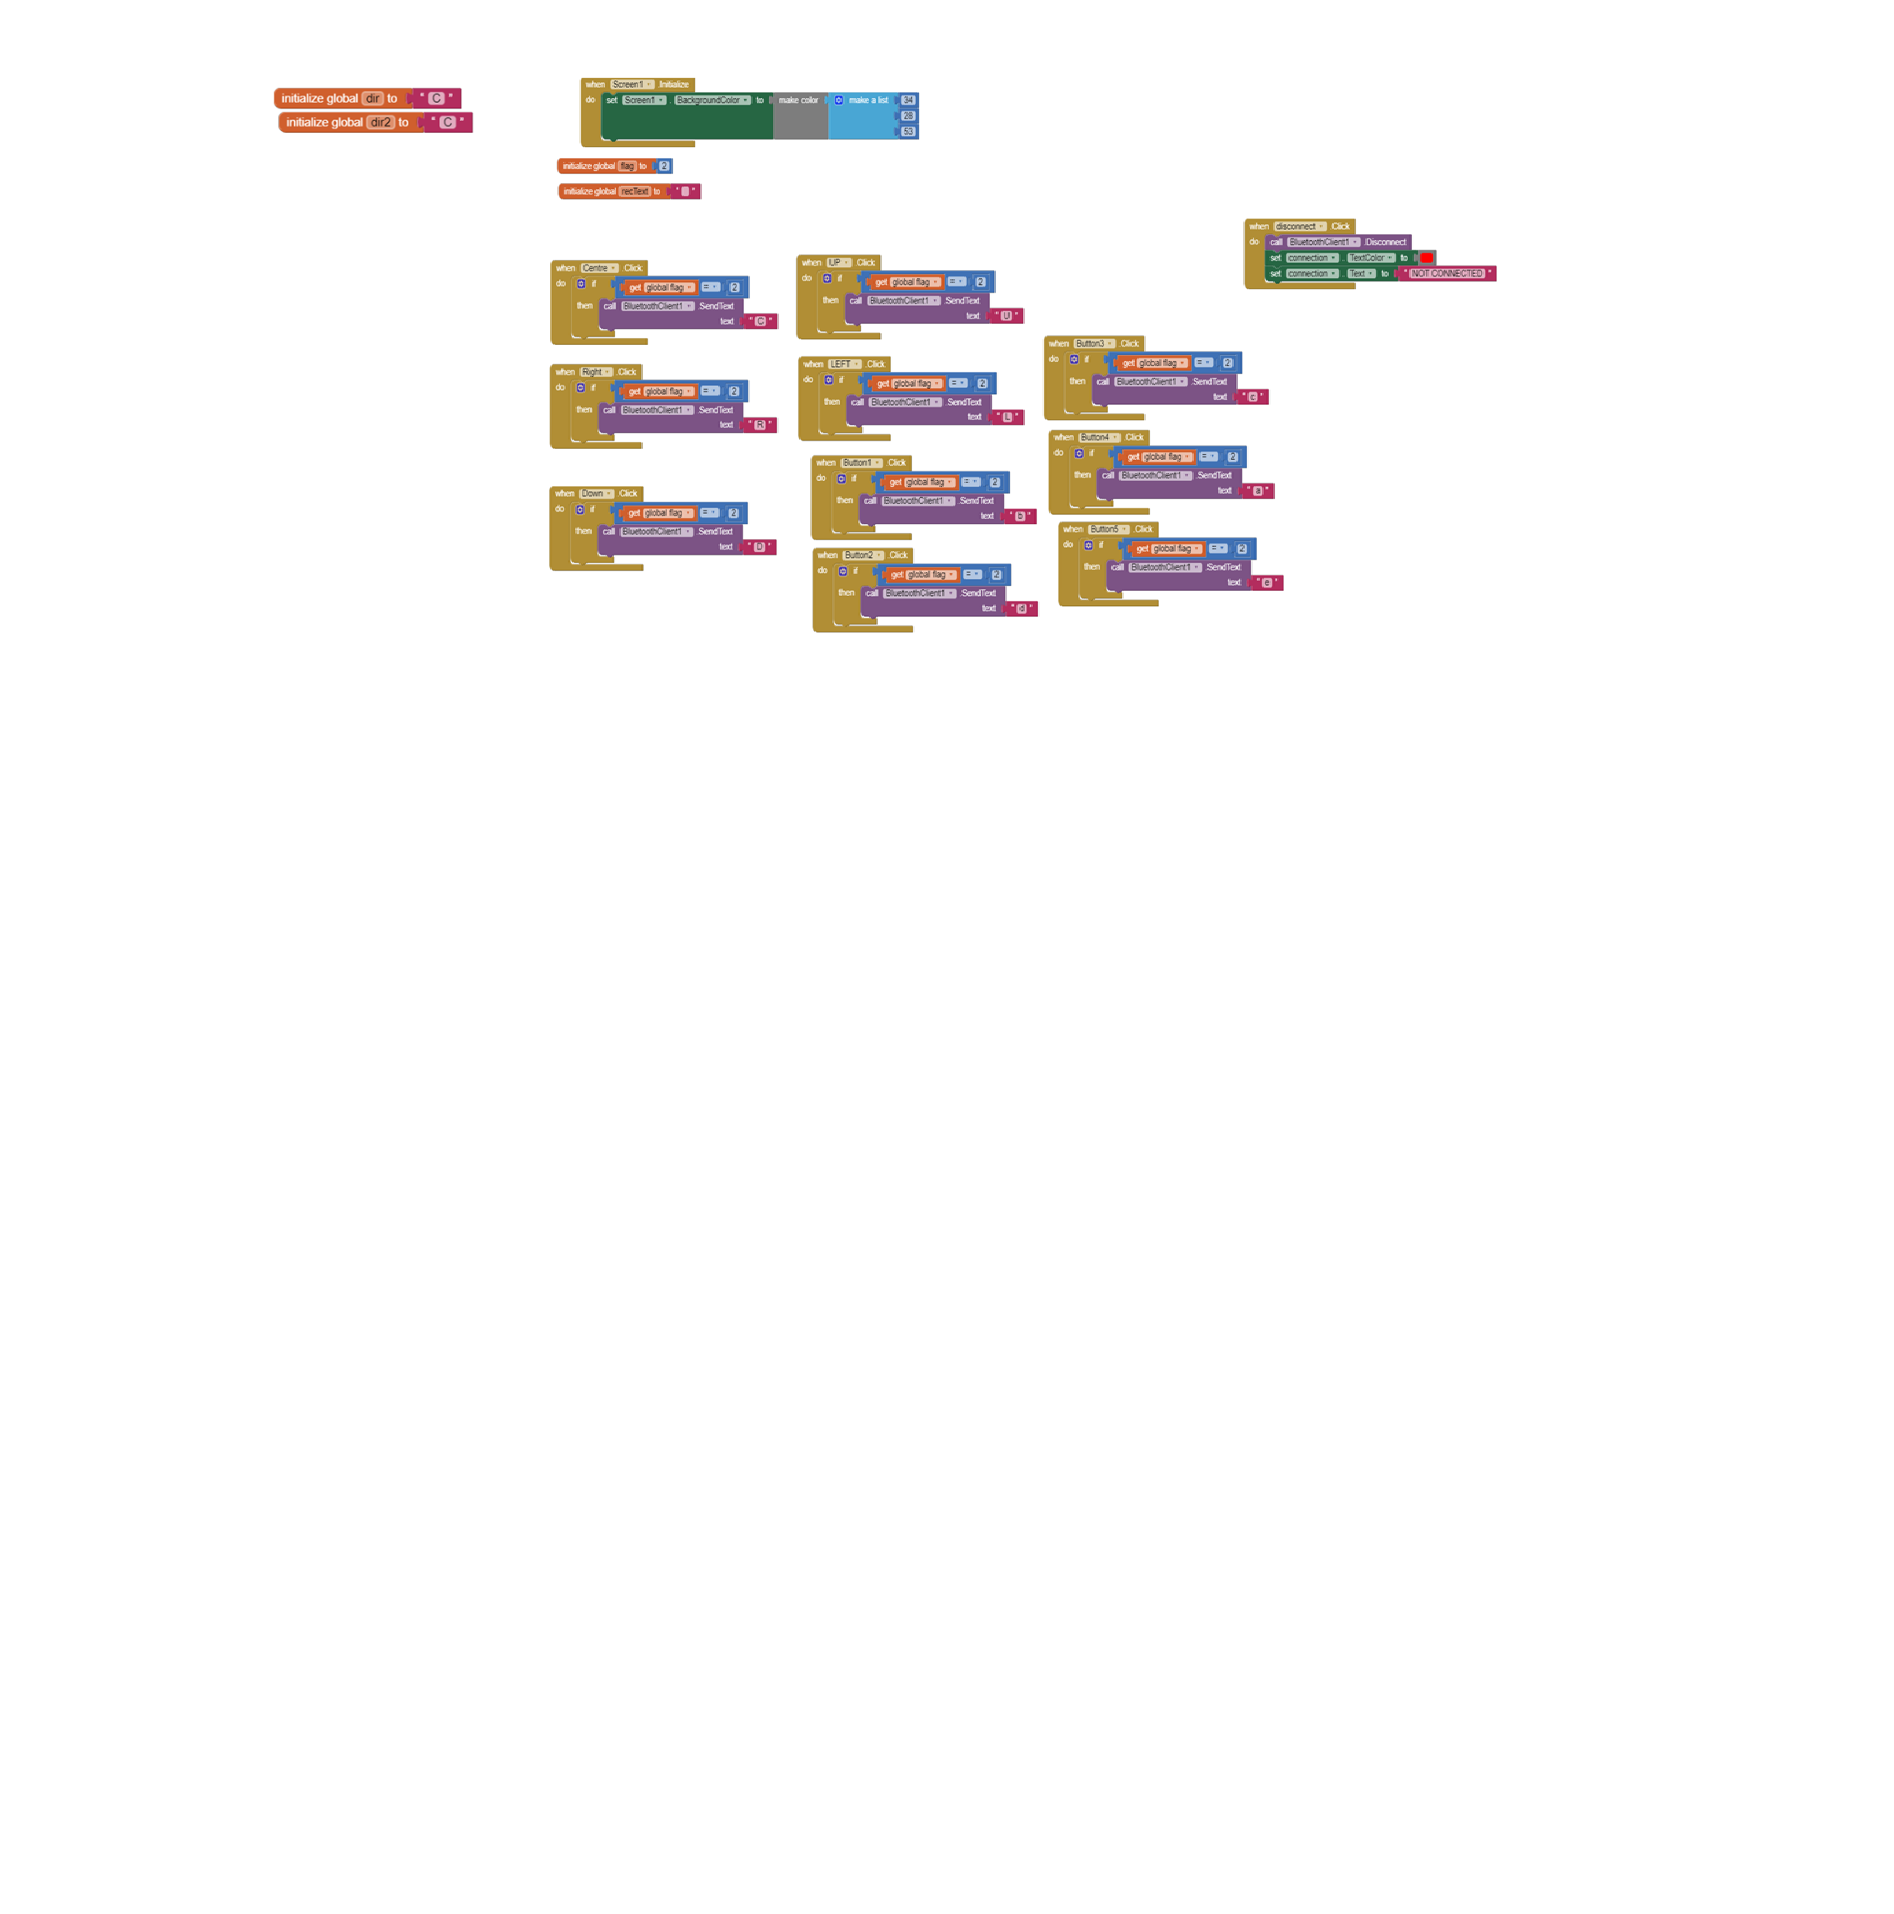 initialize global dir to " C "
initialize global dir2 to " C "
when Screen1 .Initialize
do set Screen1 . BackgroundColor to make color make a list 34
28
53
initialize global flag to 2
initialize global recText to " "
when disconnect .Click
do call BluetoothClient1 .Disconnect
set connection . TextColor to
set connection . Text to " NOT CONNECTED "
when Centre .Click
do if get global flag = 2
then call BluetoothClient1 .SendText
text " C "
when UP .Click
do if get global flag = 2
then call BluetoothClient1 .SendText
text " U "
when Button3 .Click
do if get global flag = 2
then call BluetoothClient1 .SendText
text " c "
when Right .Click
do if get global flag = 2
then call BluetoothClient1 .SendText
text " R "
when LEFT .Click
do if get global flag = 2
then call BluetoothClient1 .SendText
text " L "
when Button4 .Click
do if get global flag = 2
then call BluetoothClient1 .SendText
text " a "
when Button1 .Click
do if get global flag = 2
then call BluetoothClient1 .SendText
text " b "
when Down .Click
do if get global flag = 2
then call BluetoothClient1 .SendText
text " D "
when Button5 .Click
do if get global flag = 2
then call BluetoothClient1 .SendText
text " e "
when Button2 .Click
do if get global flag = 2
then call BluetoothClient1 .SendText
text " d "